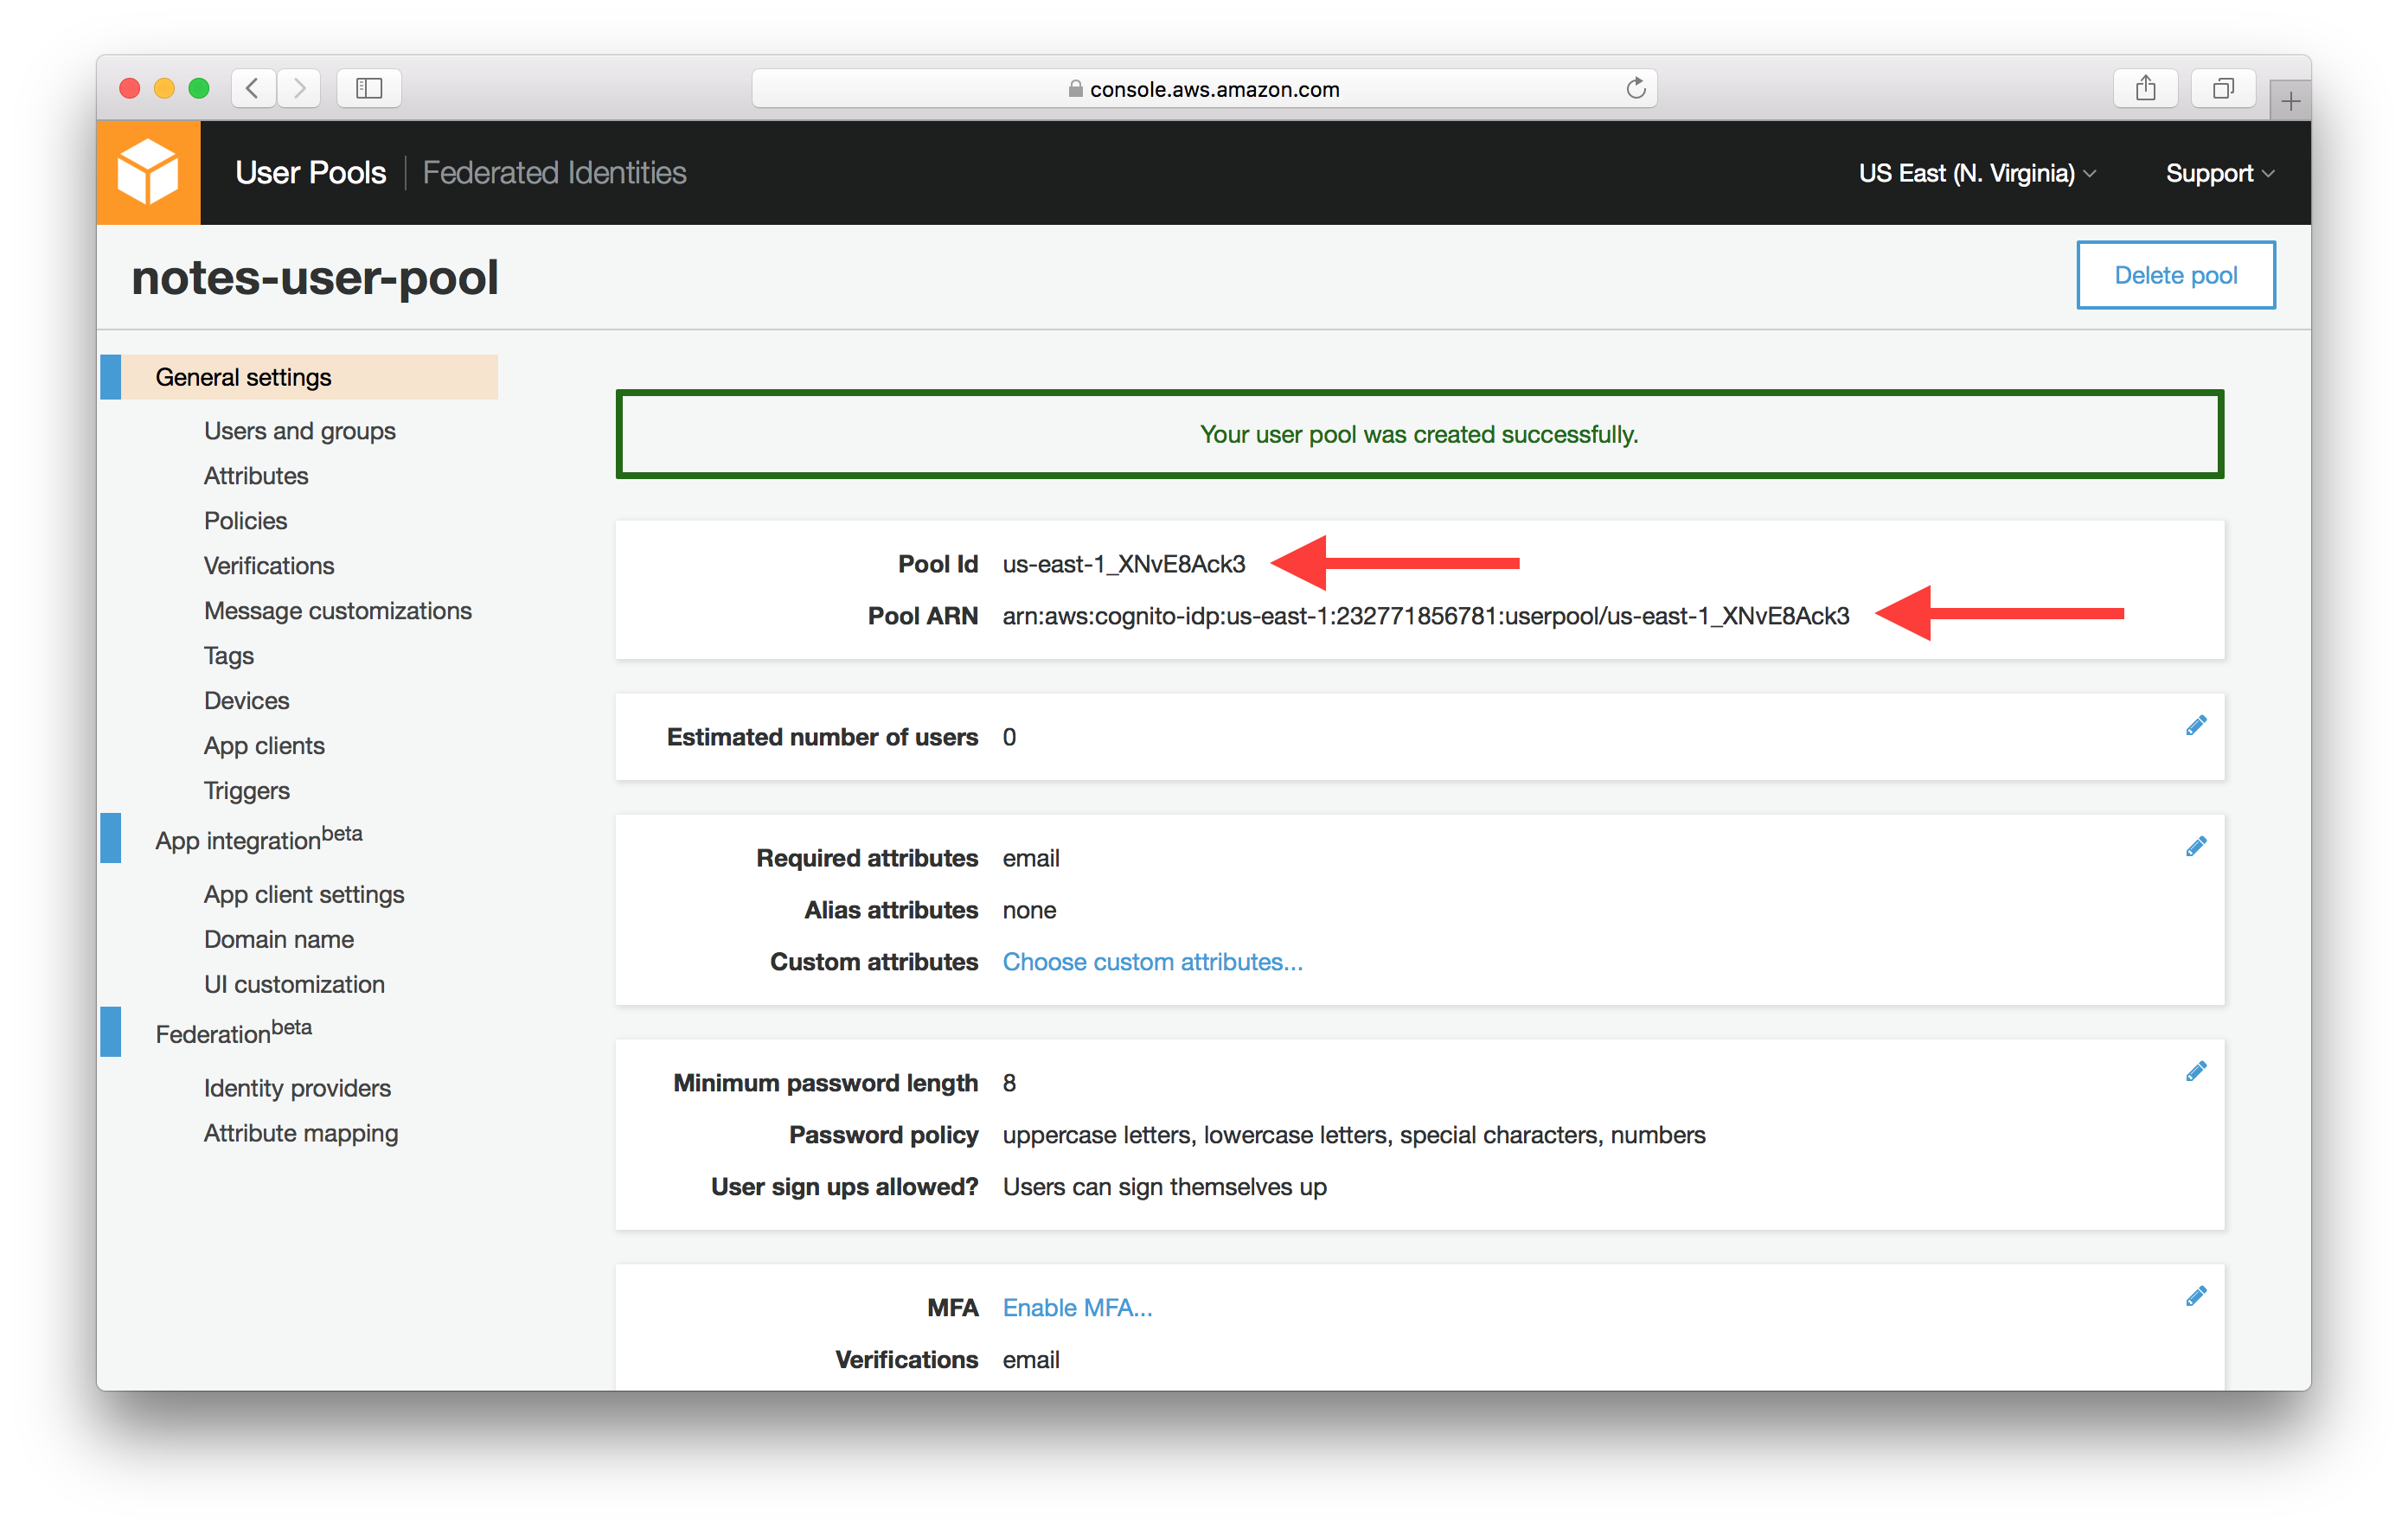 console.aws.amazon.com
User Pools
Federated Identities
US East (N. Virginia)
Support
notes-user-pool
Delete pool
General settings
Users and groups
Attributes
Policies
Verifications
Message customizations
Tags
Devices
App clients
Triggers
App integration beta
App client settings
Domain name
UI customization
Federation beta
Identity providers
Attribute mapping
Your user pool was created successfully.
Pool Id us-east-1_XNvE8Ack3
Pool ARN arn:aws:cognito-idp:us-east-1:232771856781:userpool/us-east-1_XNvE8Ack3
Estimated number of users 0
Required attributes email
Alias attributes none
Custom attributes Choose custom attributes...
Minimum password length 8
Password policy uppercase letters, lowercase letters, special characters, numbers
User sign ups allowed? Users can sign themselves up
MFA Enable MFA...
Verifications email